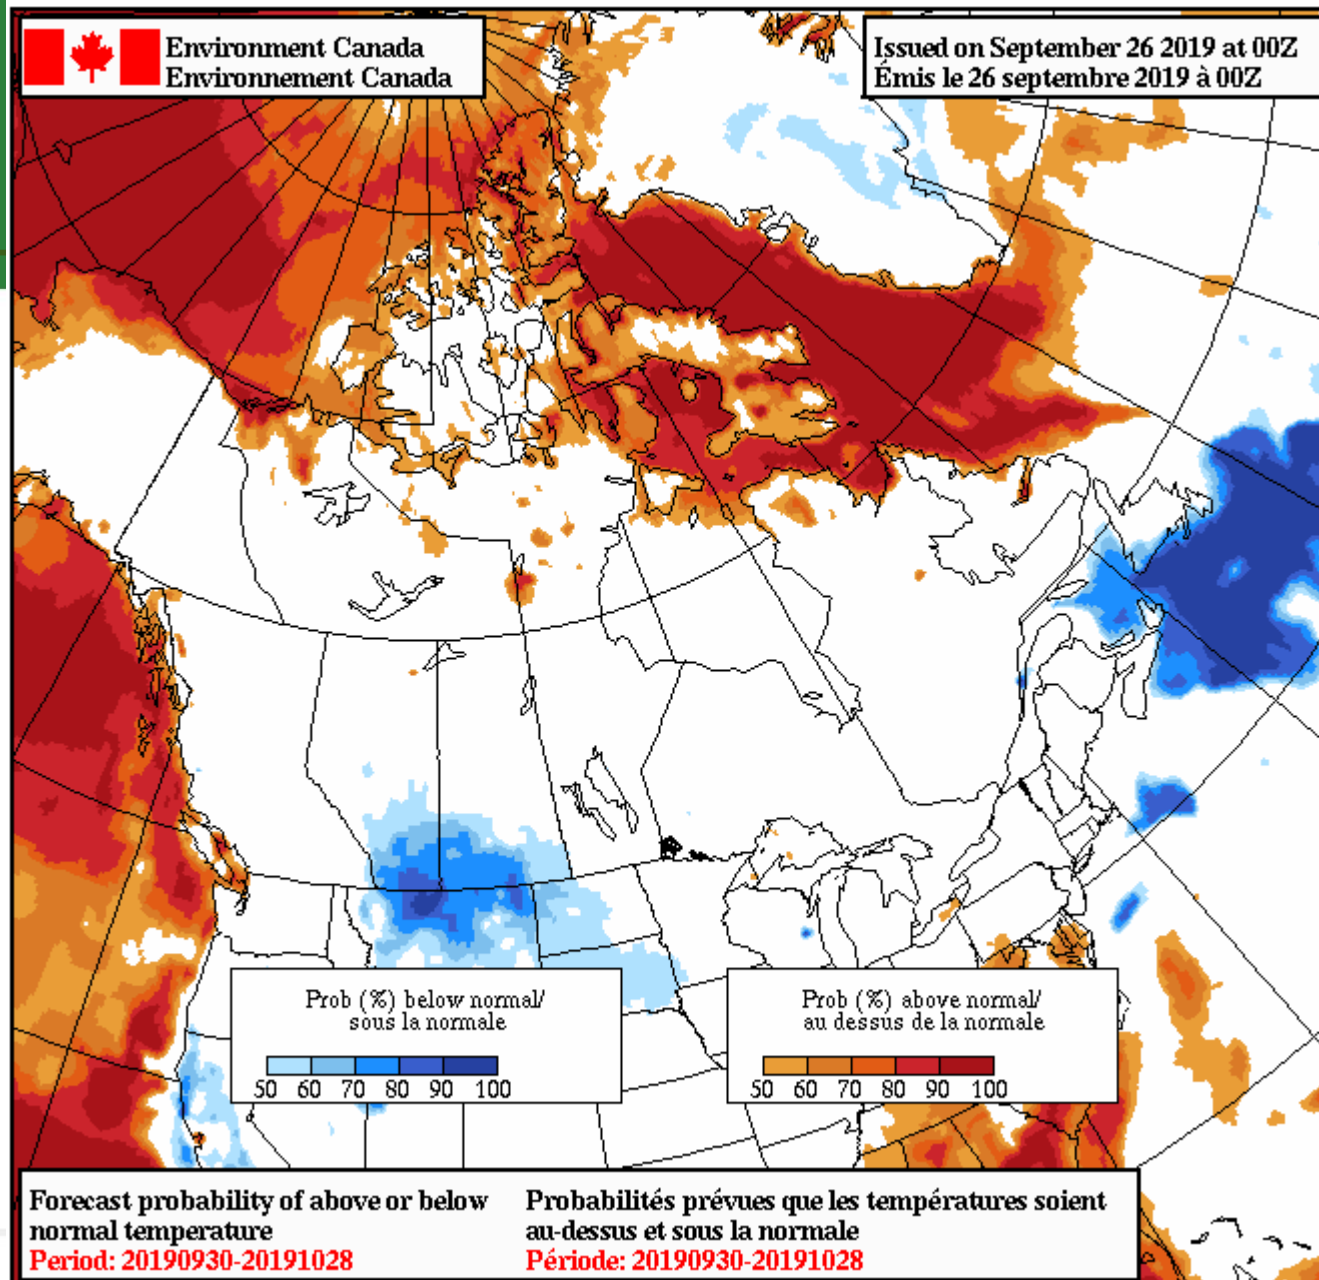 Environment Canada
Environnement Canada
Issued on September 26 2019 at 00Z
Émis le 26 septembre 2019 à 00Z
Prob (%) below normal/
sous la normale
50 60 70 80 90 100
Prob (%) above normal/
au dessus de la normale
50 60 70 80 90 100
Forecast probability of above or below
normal temperature
Period: 20190930-20191028
Probabilités prévues que les températures soient
au-dessus et sous la normale
Période: 20190930-20191028